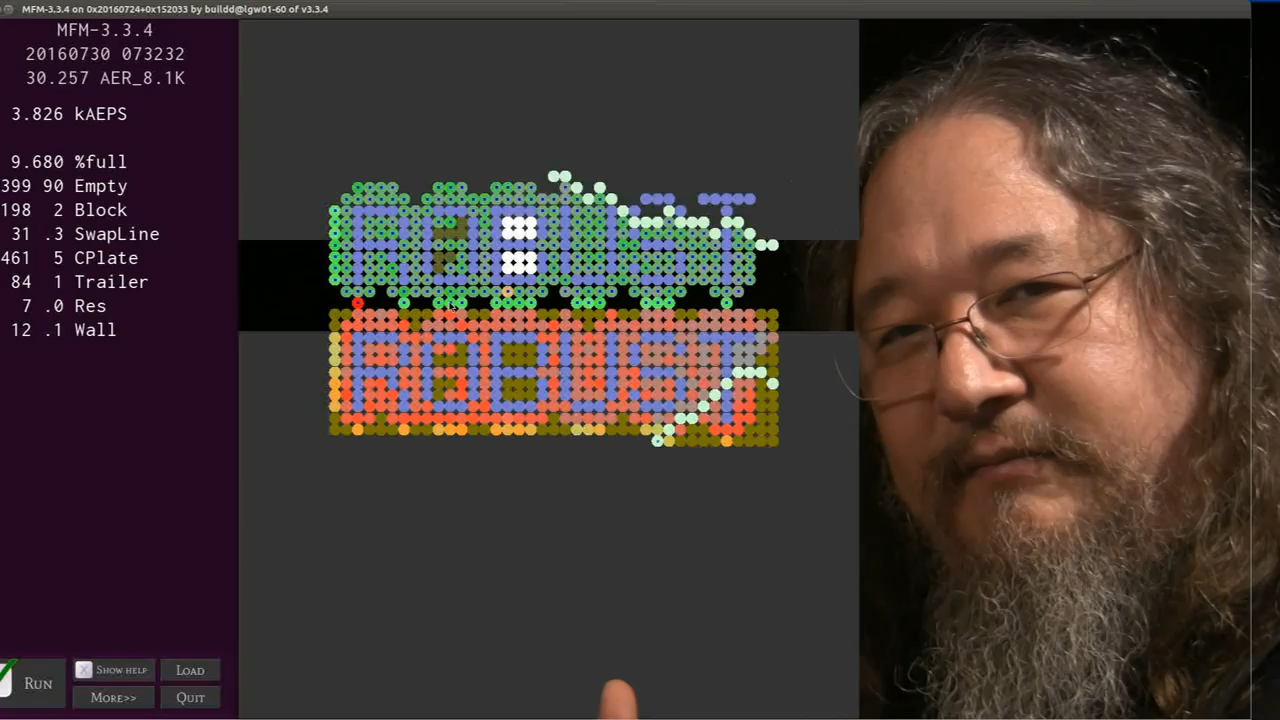 MFM-3.3.4 on 0x20160724+0x152033 by buildd@lgw01-60 of v3.3.4
MFM-3.3.4
20160730 073232
30.257 AER_8.1K
3.826 kAEPS
9.680 %full
399 90 Empty
198 2 Block
31 .3 SwapLine
461 5 CPlate
84 1 Trailer
7 .0 Res
12 .1 Wall
ROBUST
ROBUST
RUN
SHOW HELP
LOAD
MORE>>
QUIT